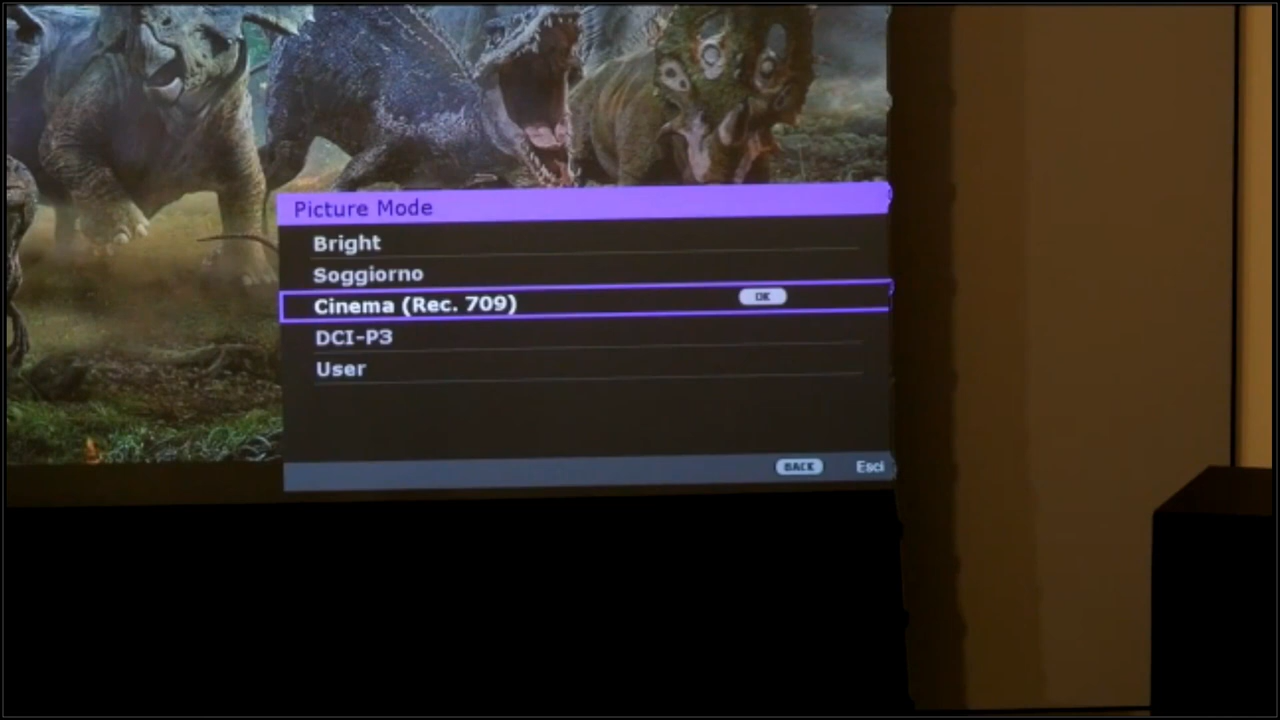 Picture Mode
Bright
Soggiorno
Cinema (Rec. 709) OK
DCI-P3
User
BACK Esci